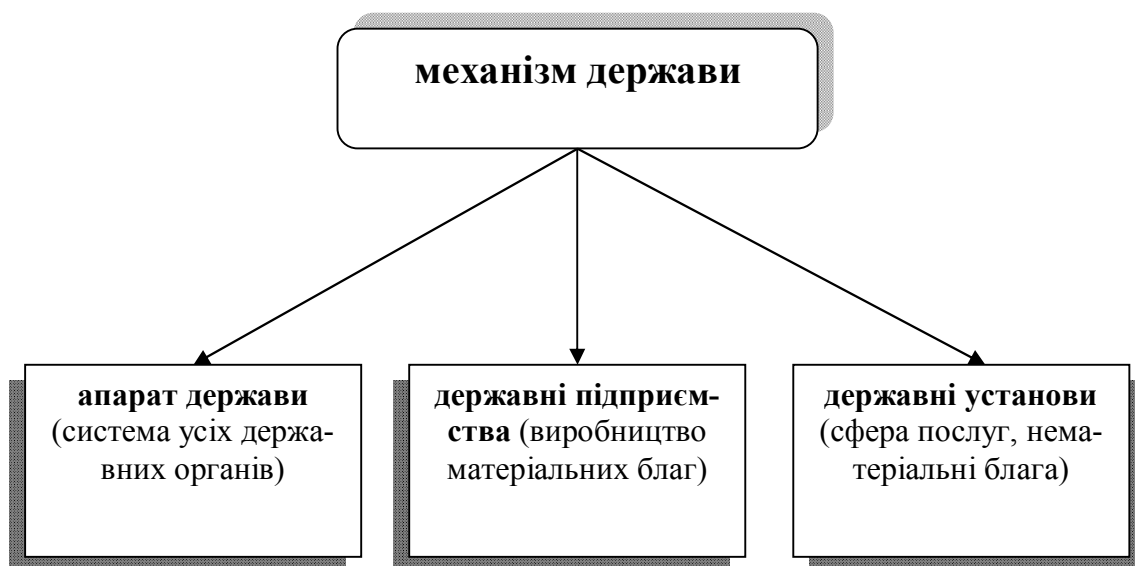 механізм держави
апарат держави
(система усіх держа-
вних органів)
державні підприєм-
ства (виробництво
матеріальних благ)
державні установи
(сфера послуг, нема-
теріальні блага)